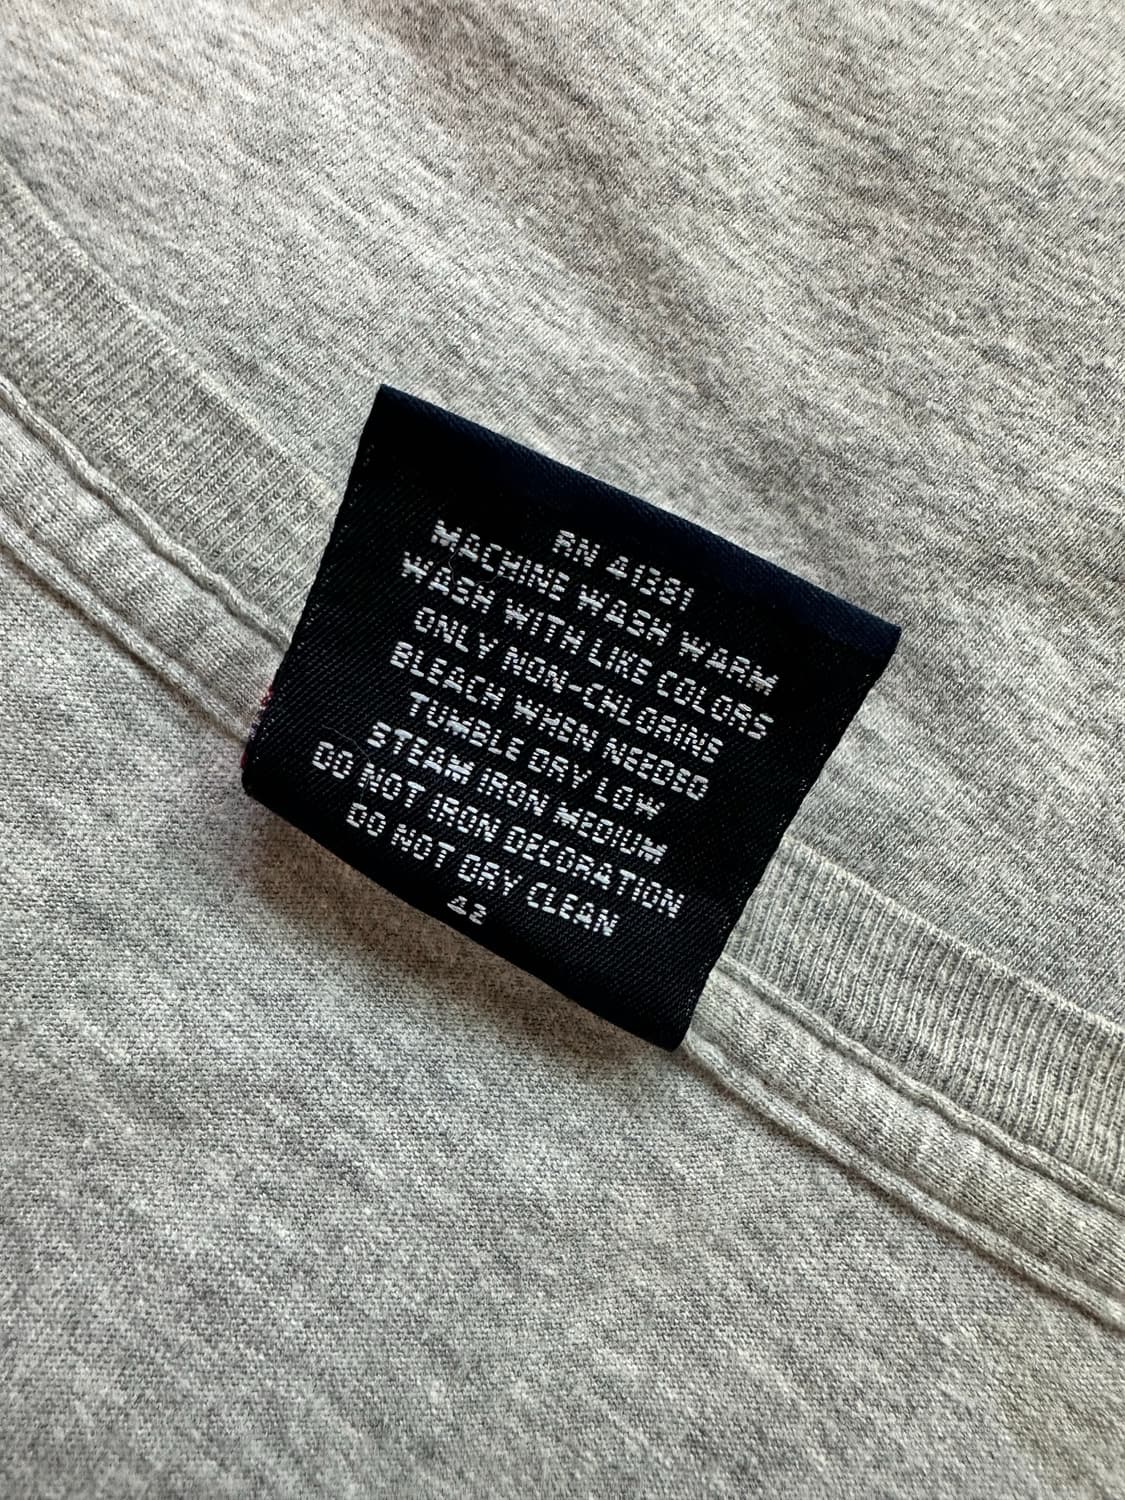 RN 41381
MACHINE WASH WARM
WASH WITH LIKE COLORS
ONLY NON-CHLORINE
BLEACH WHEN NEEDED
TUMBLE DRY LOW
STEAM IRON MEDIUM
DO NOT IRON DECORATION
DO NOT DRY CLEAN
42